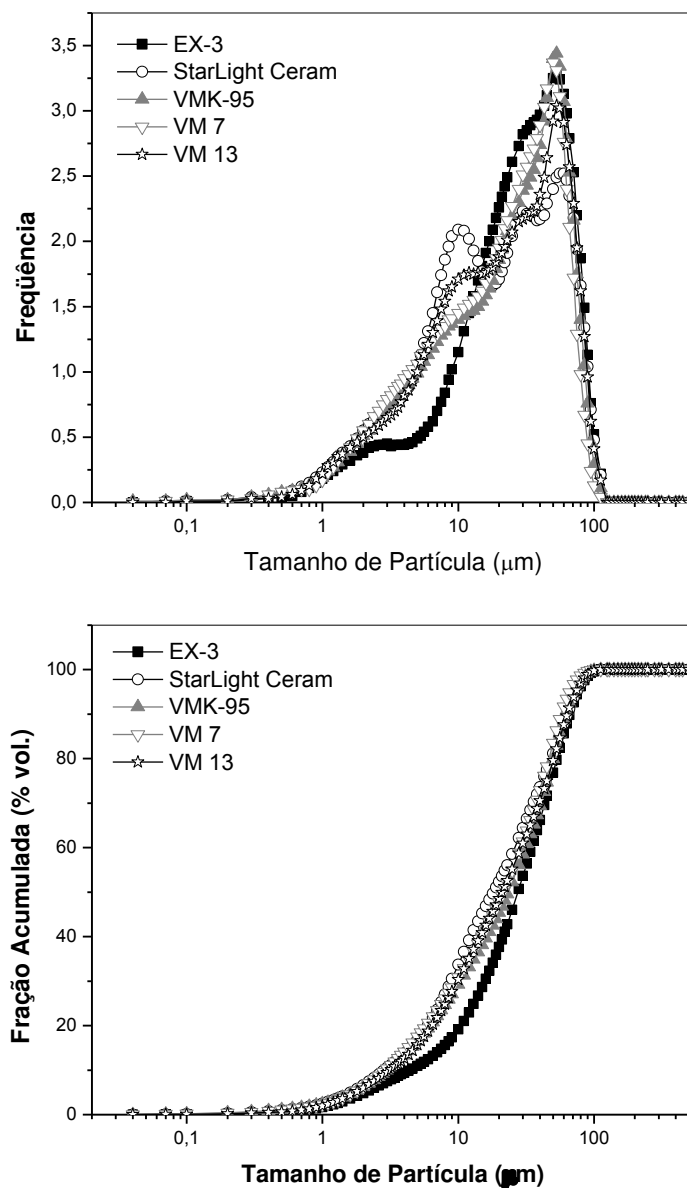 3,5
3,0
2,5
2,0
1,5
1,0
0,5
0,0
Freqüência
EX-3
StarLight Ceram
VMK-95
VM 7
VM 13
0,1
1
10
100
Tamanho de Partícula (μm)
100
80
60
40
20
0
Fração Acumulada (% vol.)
EX-3
StarLight Ceram
VMK-95
VM 7
VM 13
0,1
1
10
100
Tamanho de Partícula (μm)